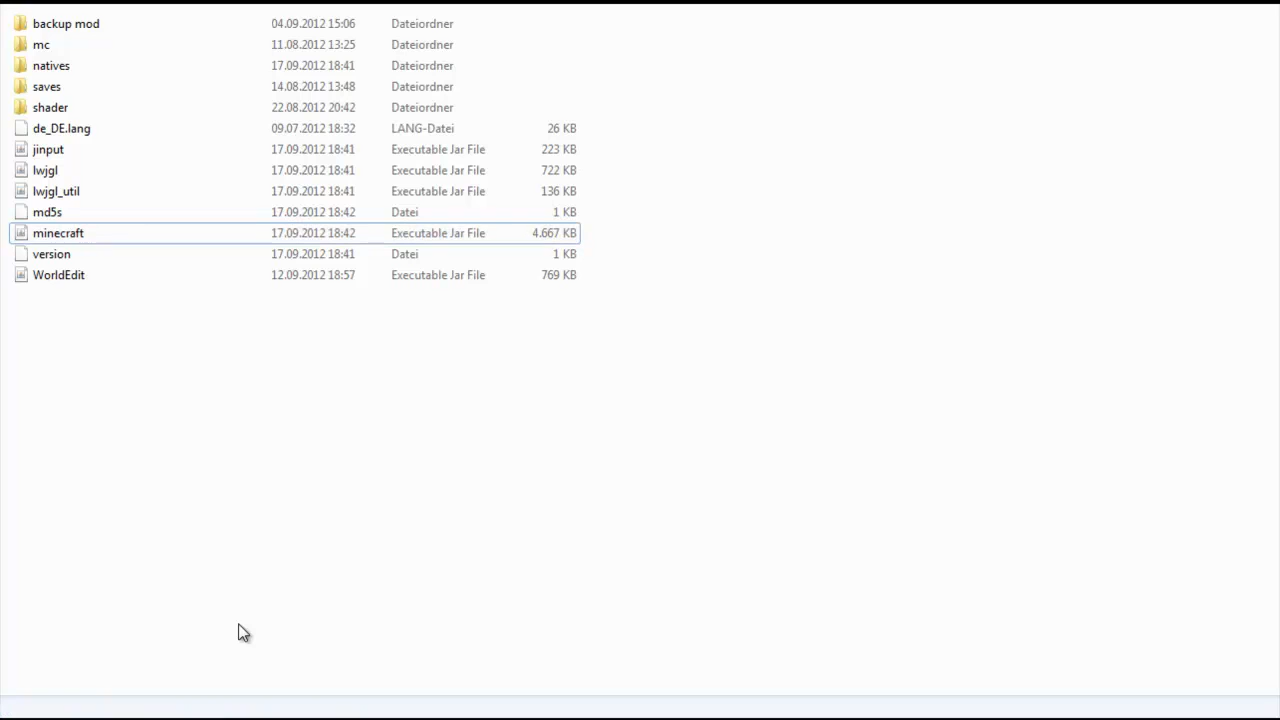 backup mod 04.09.2012 15:06 Dateiordner
mc 11.08.2012 13:25 Dateiordner
natives 17.09.2012 18:41 Dateiordner
saves 14.08.2012 13:48 Dateiordner
shader 22.08.2012 20:42 Dateiordner
de_DE.lang 09.07.2012 18:32 LANG-Datei 26 KB
jinput 17.09.2012 18:41 Executable Jar File 223 KB
lwjgl 17.09.2012 18:41 Executable Jar File 722 KB
lwjgl_util 17.09.2012 18:41 Executable Jar File 136 KB
md5s 17.09.2012 18:42 Datei 1 KB
minecraft 17.09.2012 18:42 Executable Jar File 4.667 KB
version 17.09.2012 18:41 Datei 1 KB
WorldEdit 12.09.2012 18:57 Executable Jar File 769 KB